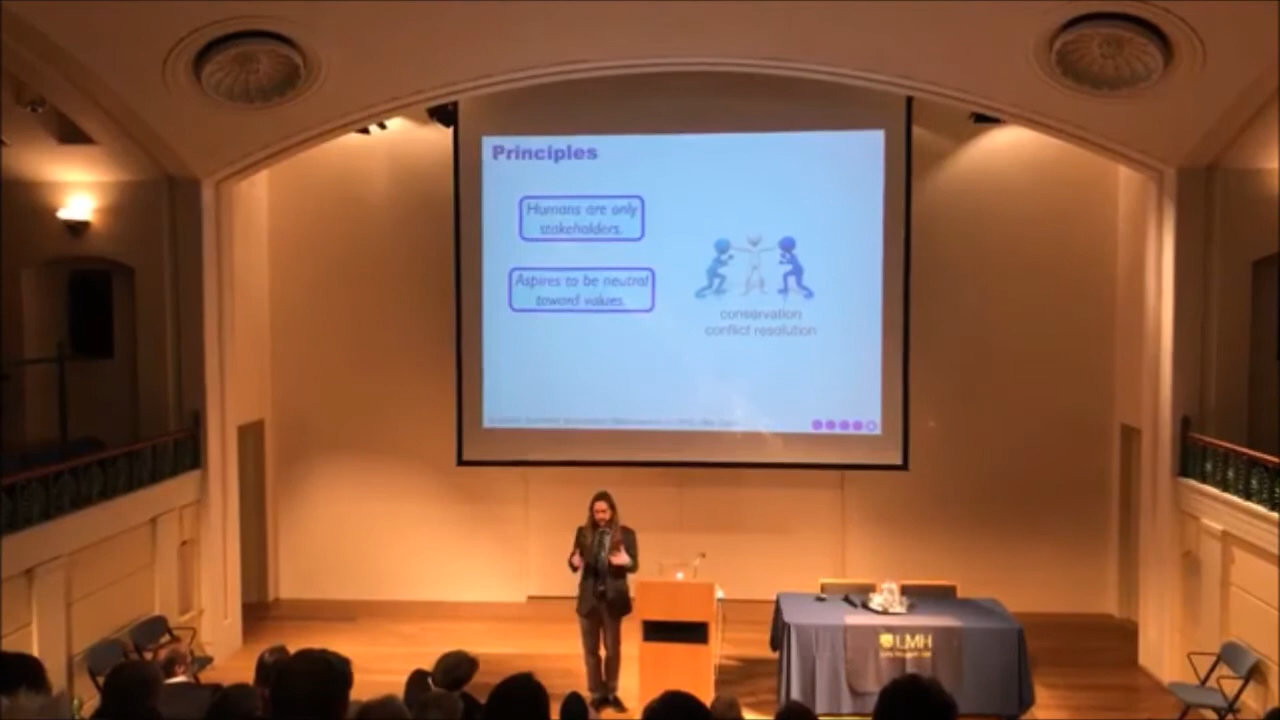 Principles
Humans are only
stakeholders.
Aspires to be neutral
toward values.
conservation
conflict resolution
LMH